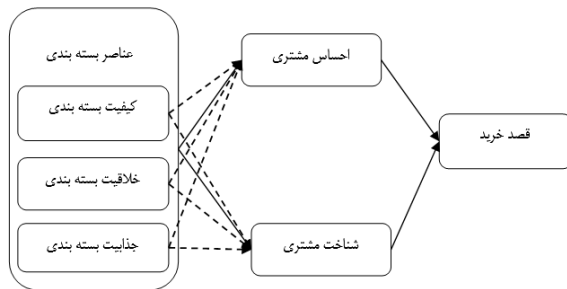 عناصر بسته بندی
کیفیت بسته بندی
خلاقیت بسته بندی
جذابیت بسته بندی
احساس مشتری
شناخت مشتری
قصد خرید